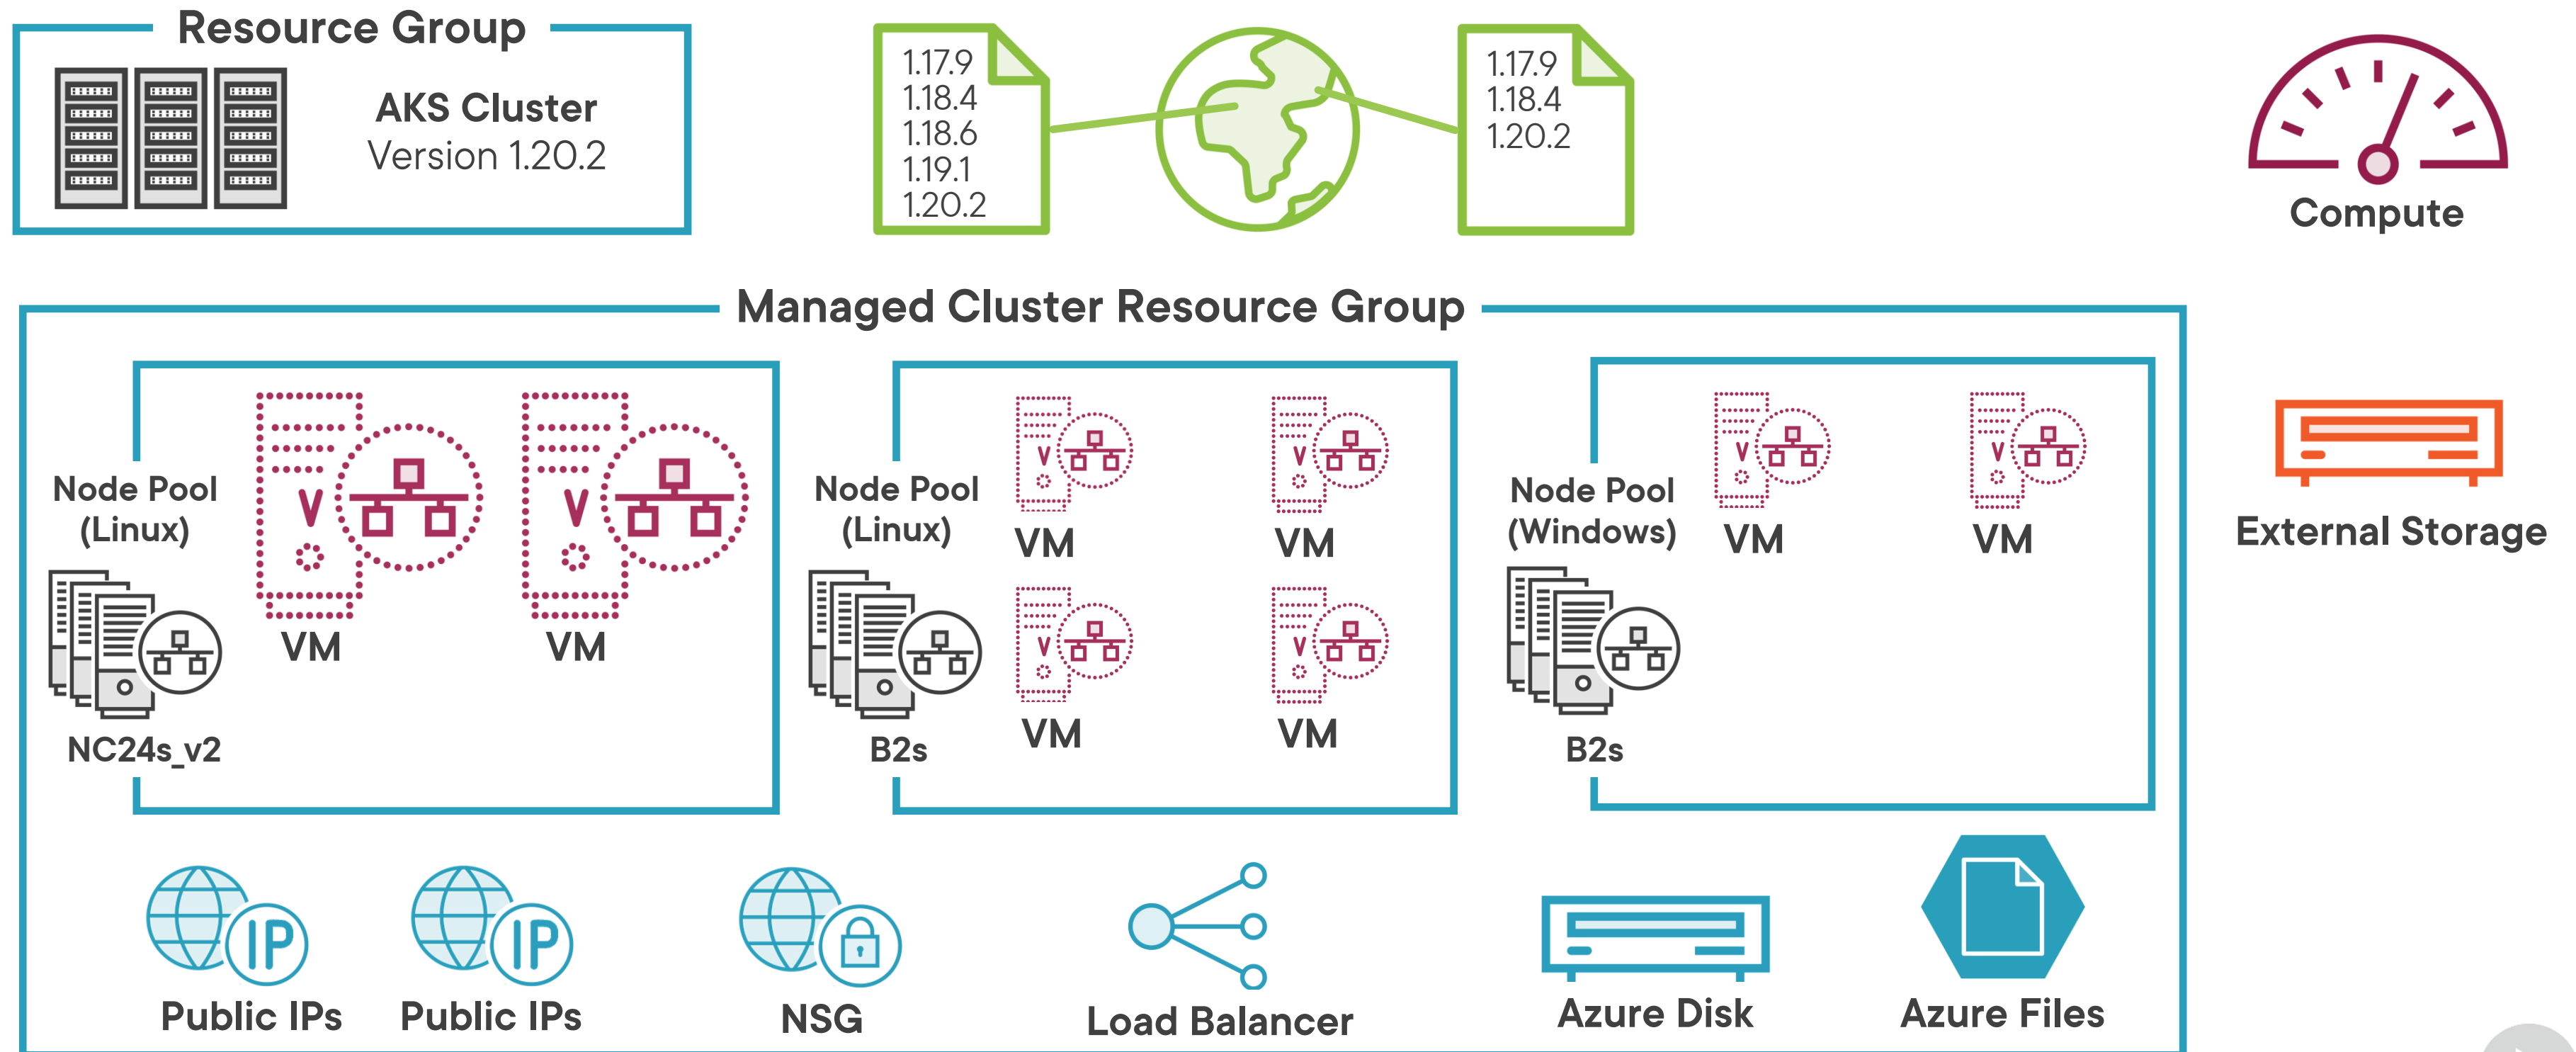 Resource Group
AKS Cluster
Version 1.20.2
1.17.9
1.18.4
1.18.6
1.19.1
1.20.2
1.17.9
1.18.4
1.20.2
Compute
Managed Cluster Resource Group
Node Pool
(Linux)
NC24s_v2
V
VM
V
VM
Node Pool
(Linux)
B2s
V
VM
V
VM
V
VM
V
VM
Node Pool
(Windows)
B2s
V
VM
V
VM
External Storage
IP
Public IPs
IP
Public IPs
NSG
Load Balancer
Azure Disk
Azure Files